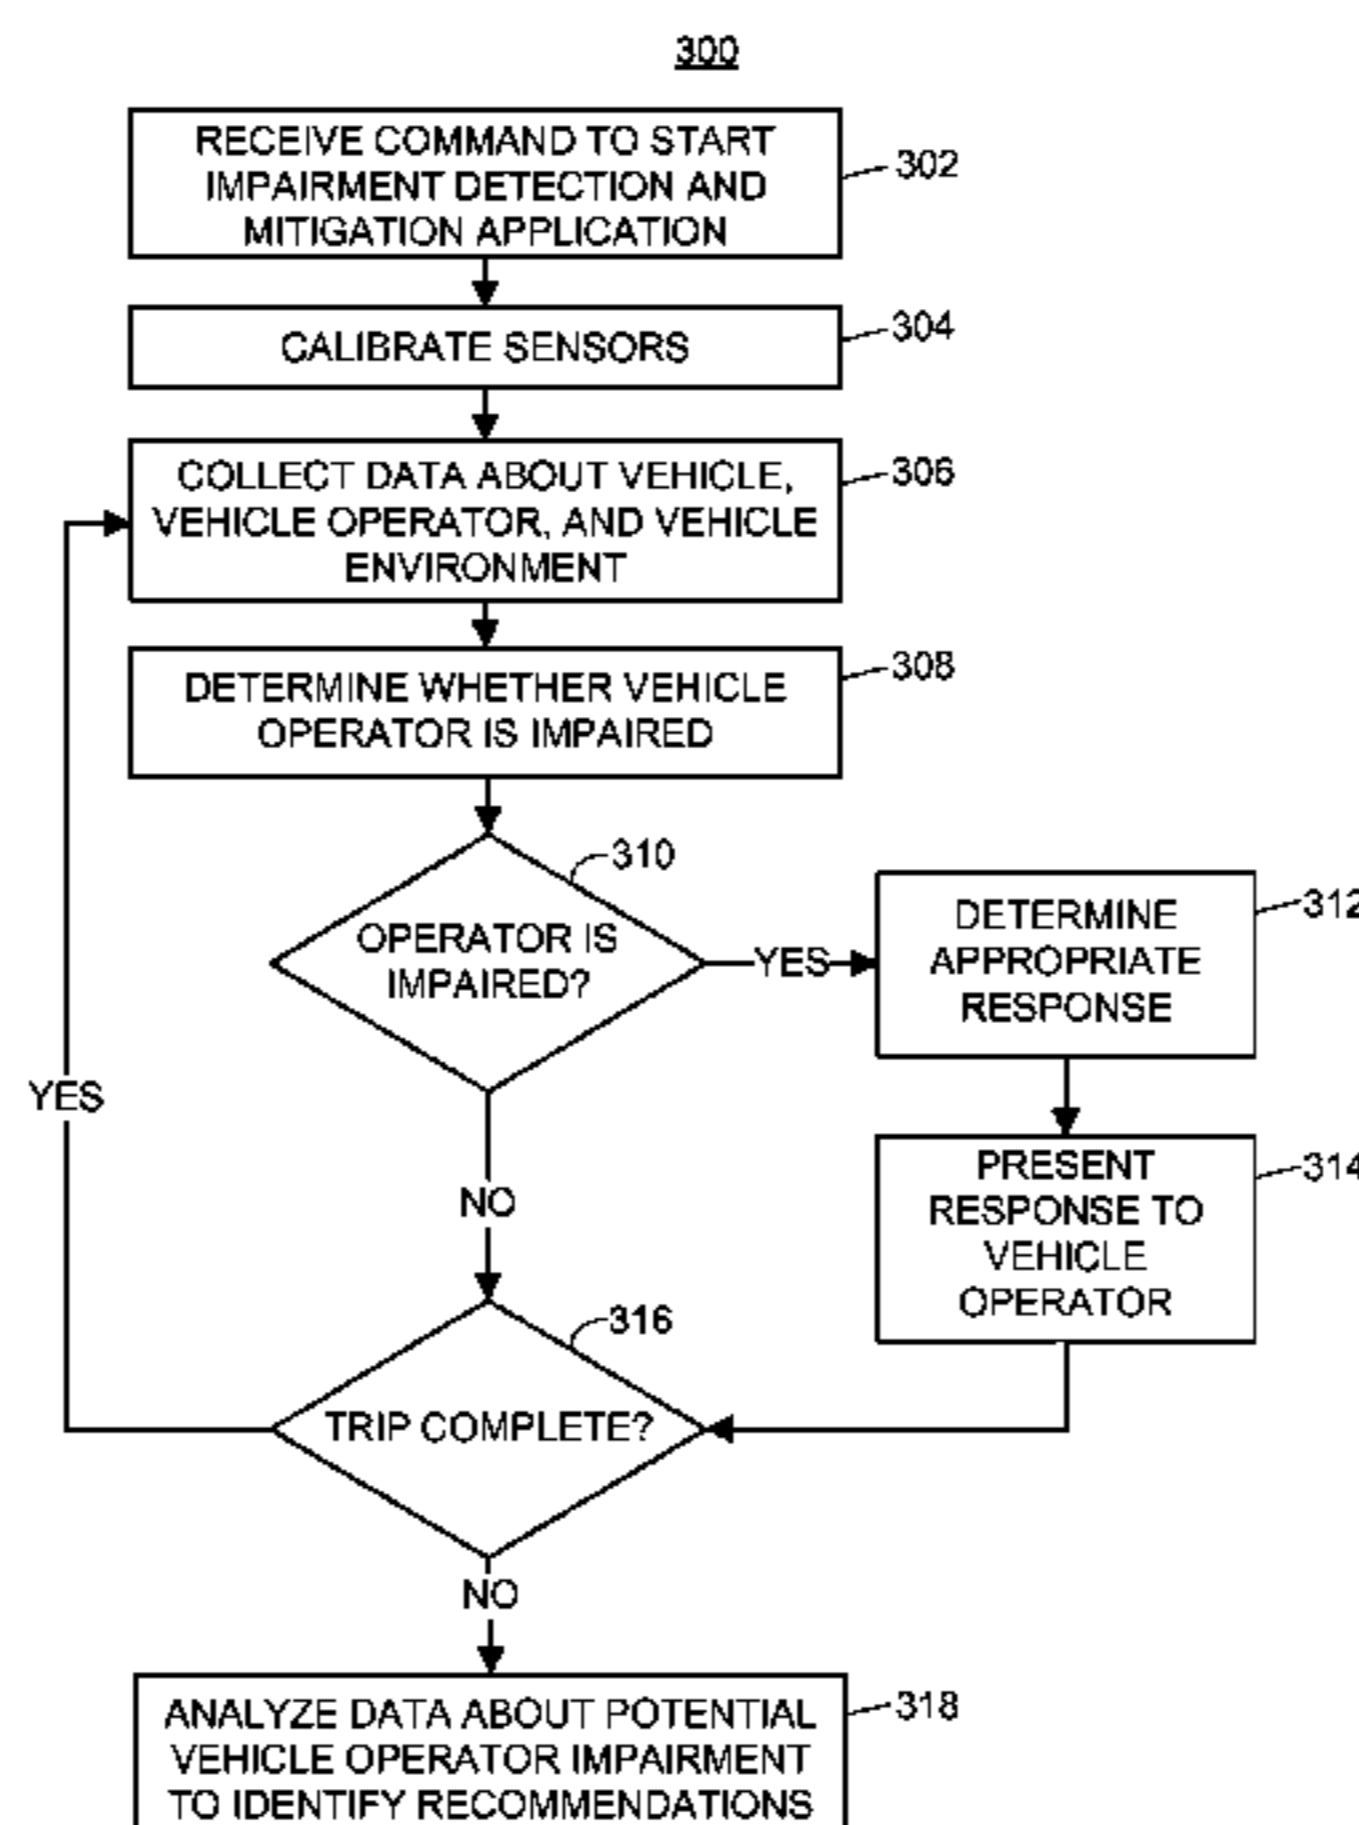 300
RECEIVE COMMAND TO START
IMPAIRMENT DETECTION AND
MITIGATION APPLICATION
302
CALIBRATE SENSORS
304
COLLECT DATA ABOUT VEHICLE,
VEHICLE OPERATOR, AND VEHICLE
ENVIRONMENT
306
DETERMINE WHETHER VEHICLE
OPERATOR IS IMPAIRED
308
OPERATOR IS
IMPAIRED?
310
YES
DETERMINE
APPROPRIATE
RESPONSE
312
PRESENT
RESPONSE TO
VEHICLE
OPERATOR
314
NO
YES
TRIP COMPLETE?
316
NO
ANALYZE DATA ABOUT POTENTIAL
VEHICLE OPERATOR IMPAIRMENT
TO IDENTIFY RECOMMENDATIONS
318